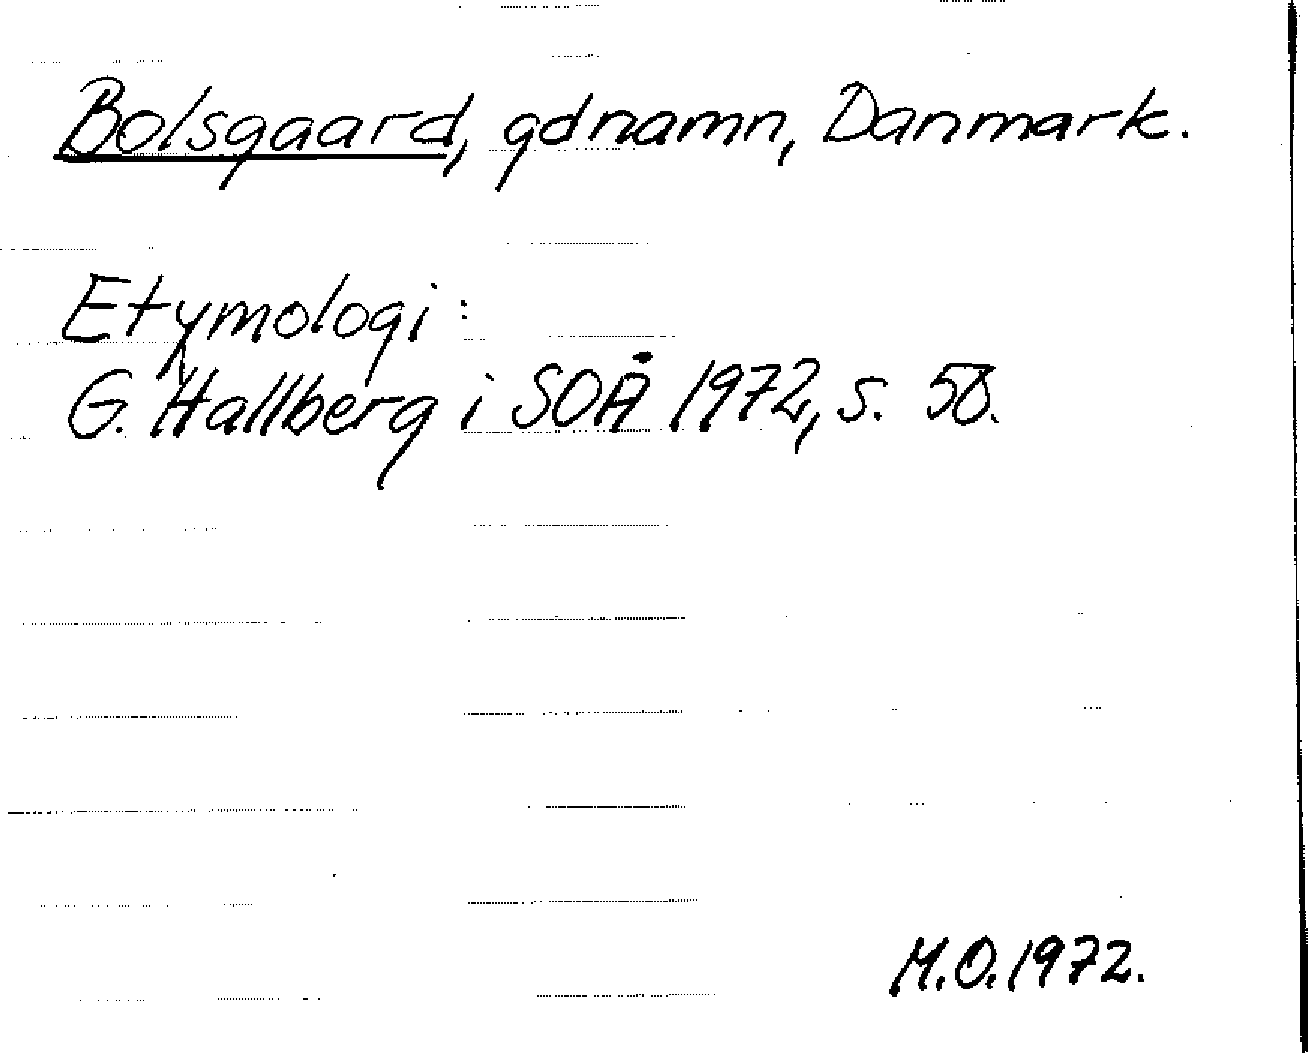 Bolsgaard, gdnamn, Danmark.
Etymologi:
G. Hallberg i SOÅ 1972, s. 58.
M.O. 1972.